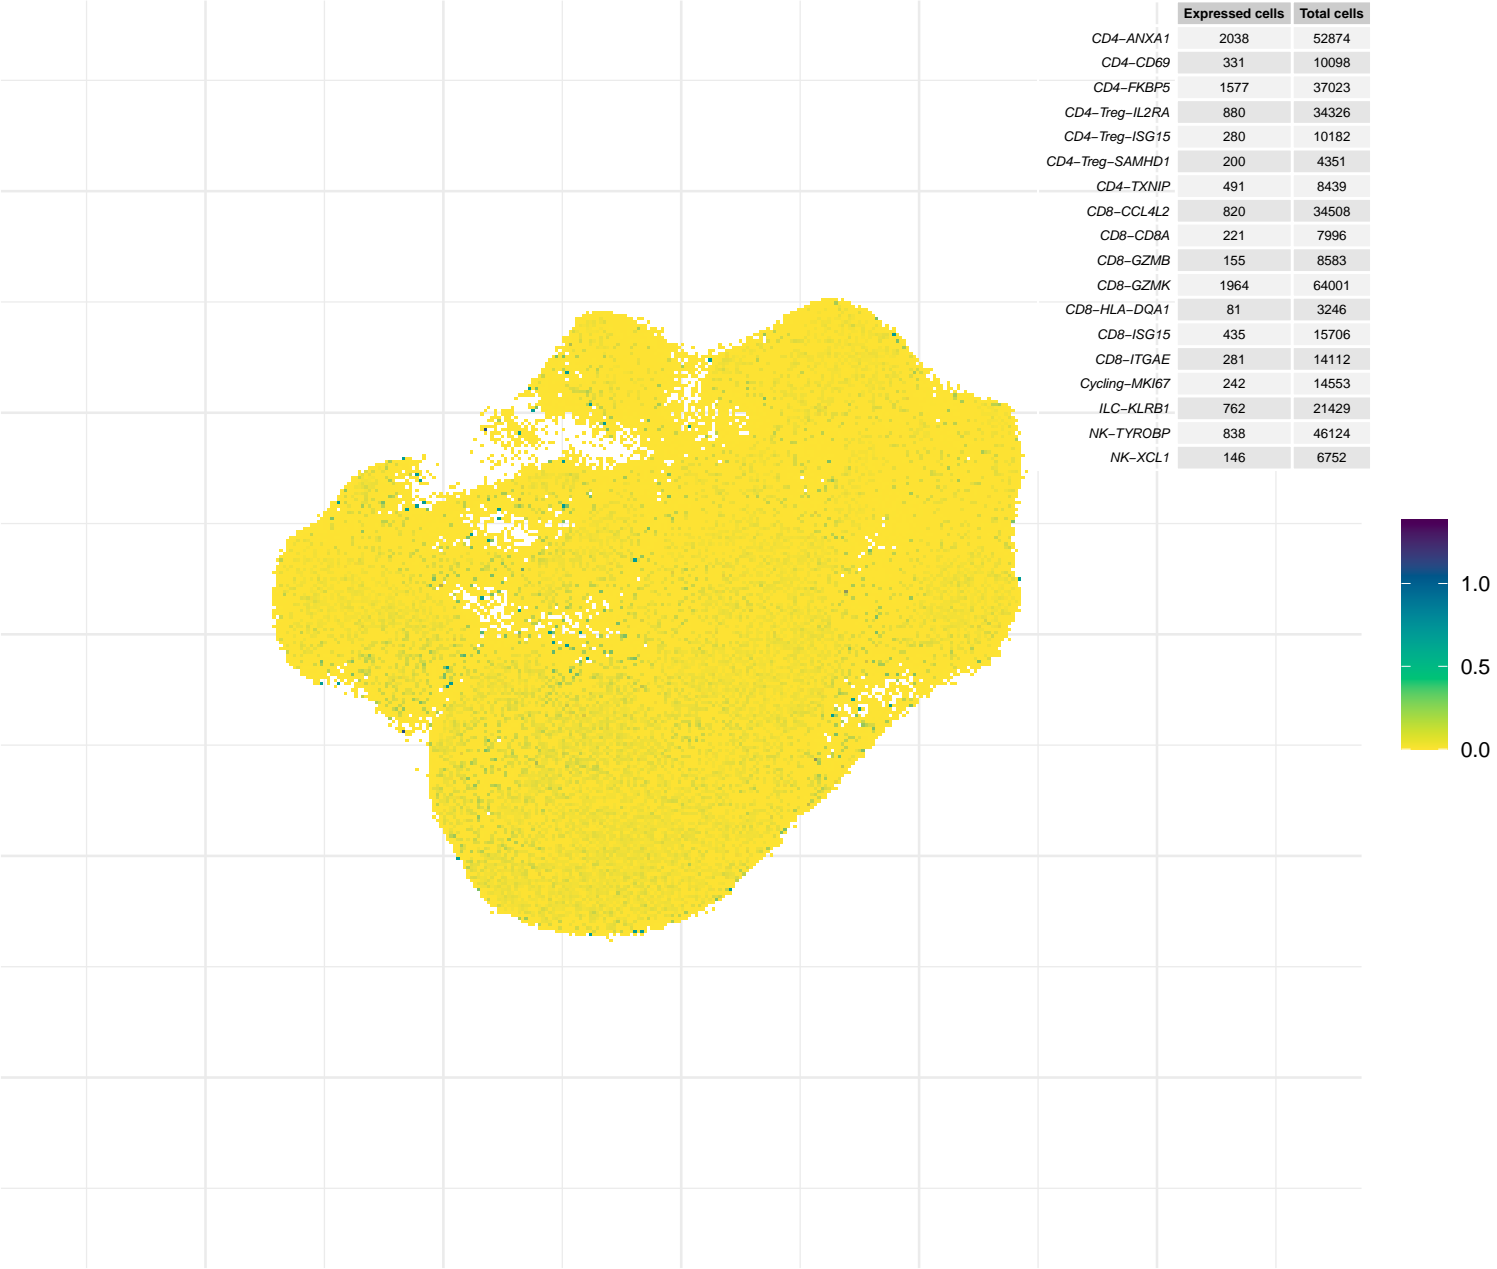 Expressed cells Total cells
CD4−ANXA1 2038 52874
CD4−CD69 331 10098
CD4−FKBP5 1577 37023
CD4−Treg−IL2RA 880 34326
CD4−Treg−ISG15 280 10182
CD4−Treg−SAMHD1 200 4351
CD4−TXNIP 491 8439
CD8−CCL4L2 820 34508
CD8−CD8A 221 7996
CD8−GZMB 155 8583
CD8−GZMK 1964 64001
CD8−HLA−DQA1 81 3246
CD8−ISG15 435 15706
CD8−ITGAE 281 14112
Cycling−MKI67 242 14553
ILC−KLRB1 762 21429
NK−TYROBP 838 46124
NK−XCL1 146 6752
1.0
0.5
0.0